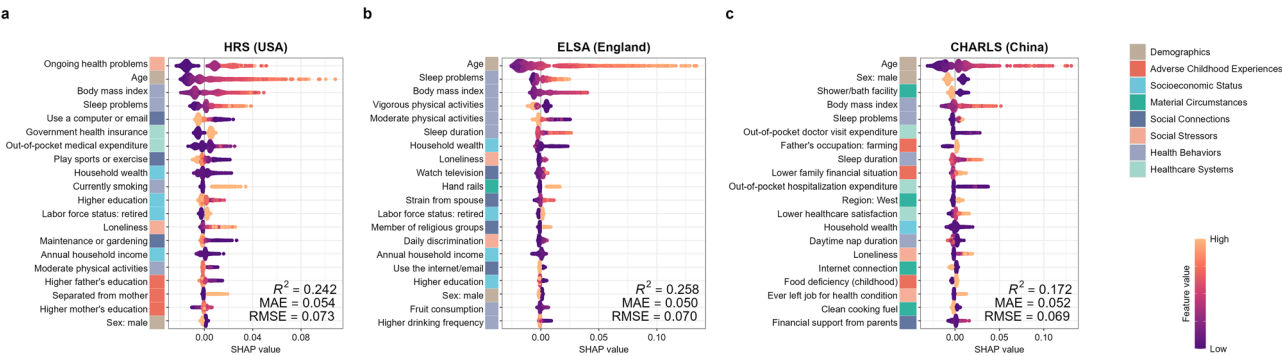 a
HRS (USA)
Ongoing health problems
Age
Body mass index
Sleep problems
Use a computer or email
Government health insurance
Out-of-pocket medical expenditure
Play sports or exercise
Household wealth
Currently smoking
Higher education
Labor force status: retired
Loneliness
Maintenance or gardening
Annual household income
Moderate physical activities
Higher father's education
Separated from mother
Higher mother's education
Sex: male
R² = 0.242
MAE = 0.054
RMSE = 0.073
0.00 0.08
SHAP value
b
ELSA (England)
Age
Sleep problems
Body mass index
Vigorous physical activities
Moderate physical activities
Sleep duration
Household wealth
Loneliness
Watch television
Hand rails
Strain from spouse
Labor force status: retired
Member of religious groups
Daily discrimination
Annual household income
Use the internet/email
Higher education
Sex: male
Fruit consumption
Higher drinking frequency
R² = 0.258
MAE = 0.050
RMSE = 0.070
0.00 0.05 0.10
SHAP value
c
CHARLS (China)
Age
Sex: male
Shower/bath facility
Body mass index
Sleep problems
Out-of-pocket doctor visit expenditure
Father's occupation: farming
Sleep duration
Lower family financial situation
Out-of-pocket hospitalization expenditure
Region: West
Lower healthcare satisfaction
Household wealth
Daytime nap duration
Loneliness
Internet connection
Food deficiency (childhood)
Ever left job for health condition
Clean cooking fuel
Financial support from parents
R² = 0.172
MAE = 0.052
RMSE = 0.069
0.00 0.05 0.10
SHAP value
Demographics
Adverse Childhood Experiences
Socioeconomic Status
Material Circumstances
Social Connections
Social Stressors
Health Behaviors
Healthcare Systems
High
Feature value
Low